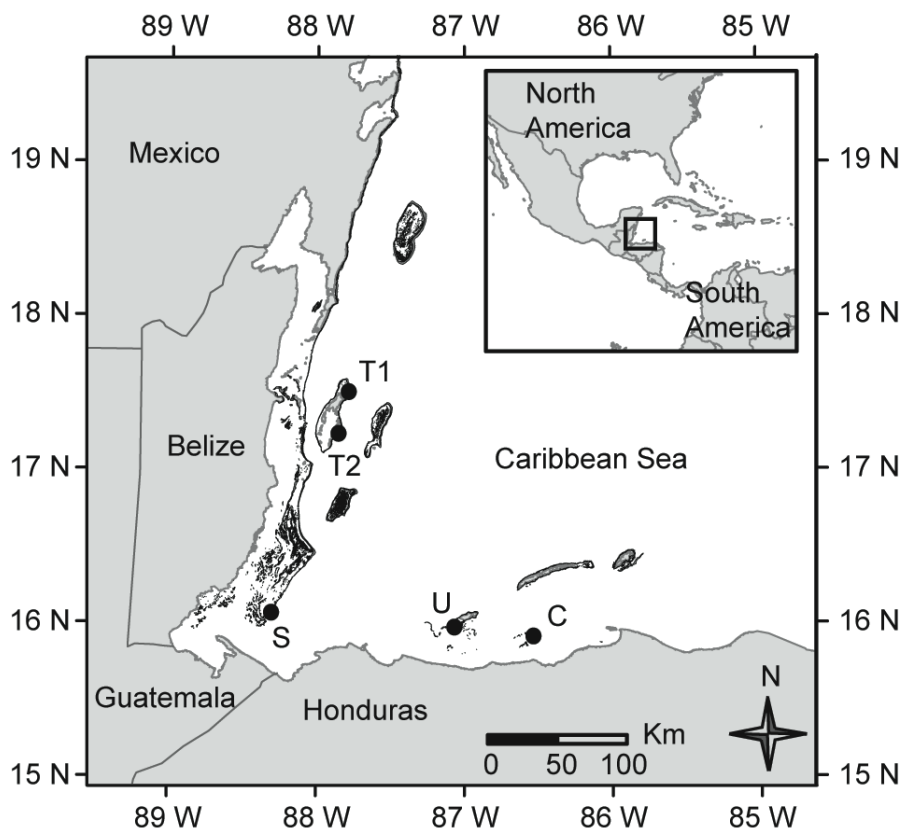 89 W 88 W 87 W 86 W 85 W
North
America
Mexico
19 N 19 N
South
America
18 N 18 N
T1
Belize
T2
Caribbean Sea
17 N 17 N
U
C
16 N 16 N
S
N
Guatemala
Honduras
Km
0 50 100
15 N 15 N
89 W 88 W 87 W 86 W 85 W